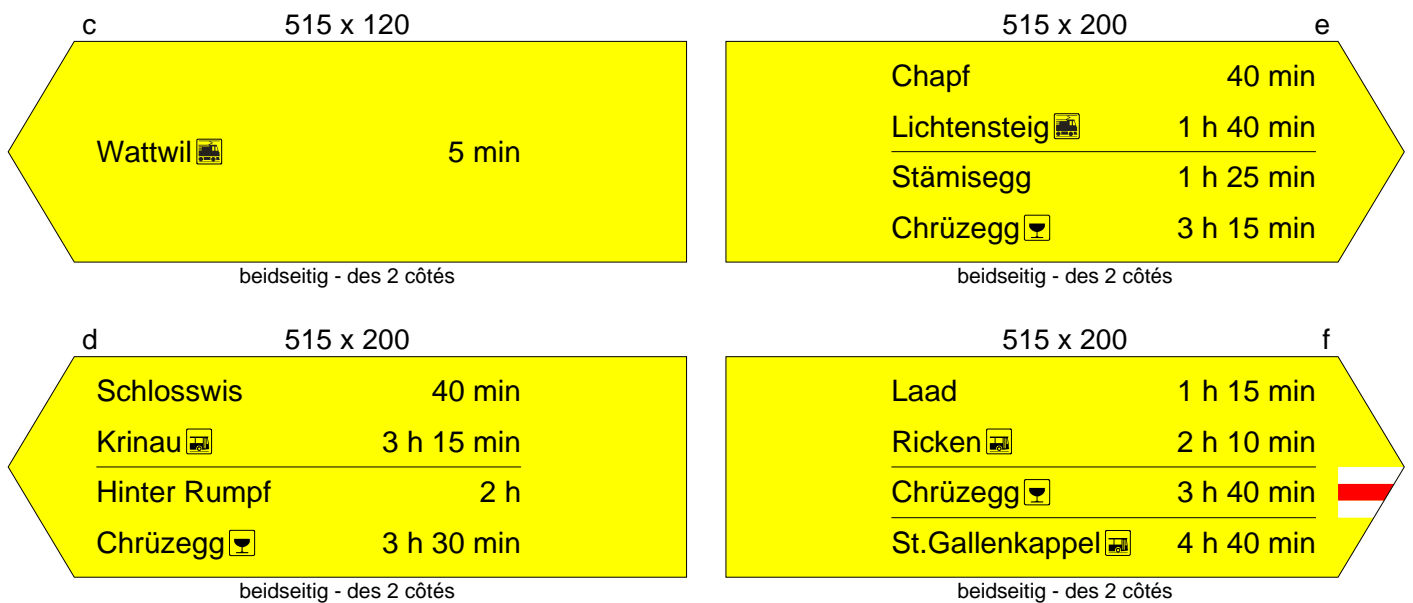 c 515 x 120
Wattwil 5 min
beidseitig - des 2 côtés
515 x 200 e
Chapf 40 min
Lichtensteig 1 h 40 min
Stämisegg 1 h 25 min
Chrüzegg 3 h 15 min
beidseitig - des 2 côtés
d 515 x 200
Schlosswis 40 min
Krinau 3 h 15 min
Hinter Rumpf 2 h
Chrüzegg 3 h 30 min
beidseitig - des 2 côtés
515 x 200 f
Laad 1 h 15 min
Ricken 2 h 10 min
Chrüzegg 3 h 40 min
St.Gallenkappel 4 h 40 min
beidseitig - des 2 côtés